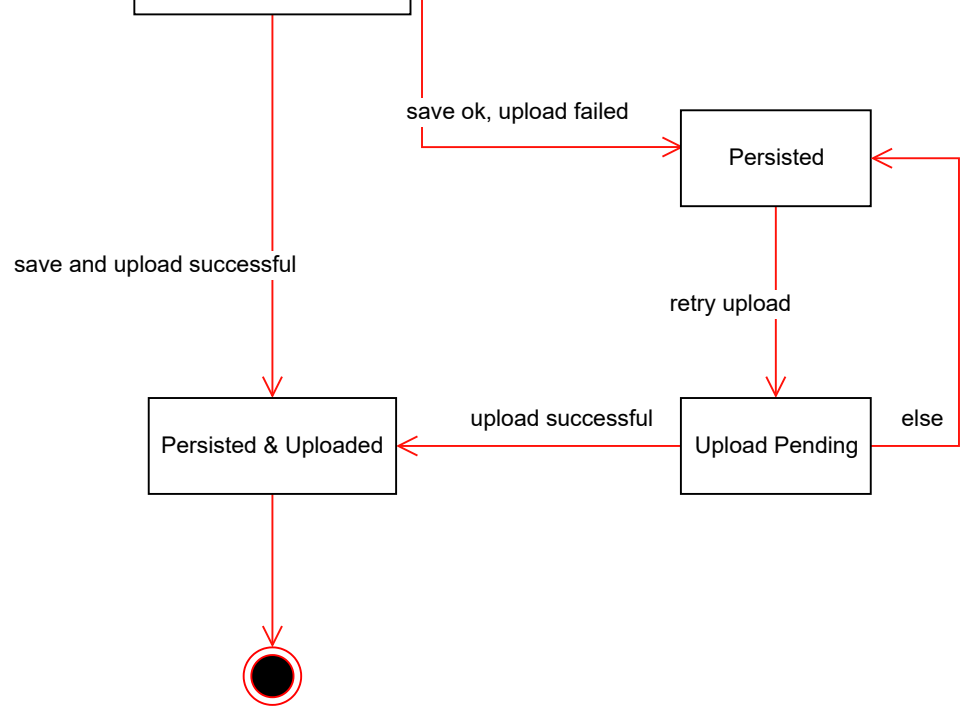 save ok, upload failed
Persisted
save and upload successful
retry upload
upload successful
else
Persisted & Uploaded
Upload Pending